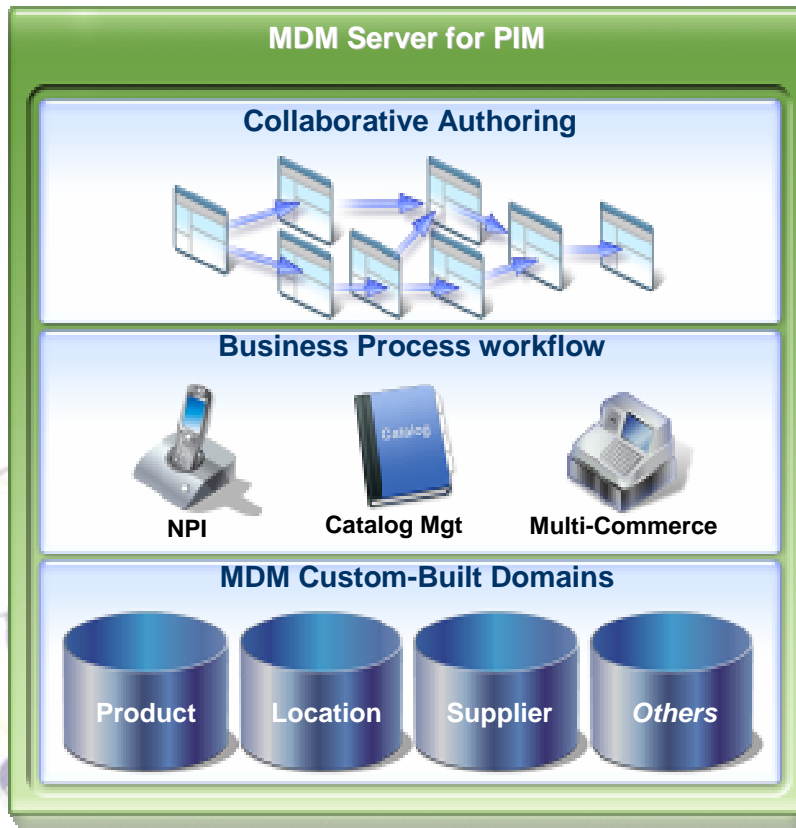 MDM Server for PIM
Collaborative Authoring
Business Process workflow
Catalog
NPI
Catalog Mgt
Multi-Commerce
MDM Custom-Built Domains
Product
Location
Supplier
Others